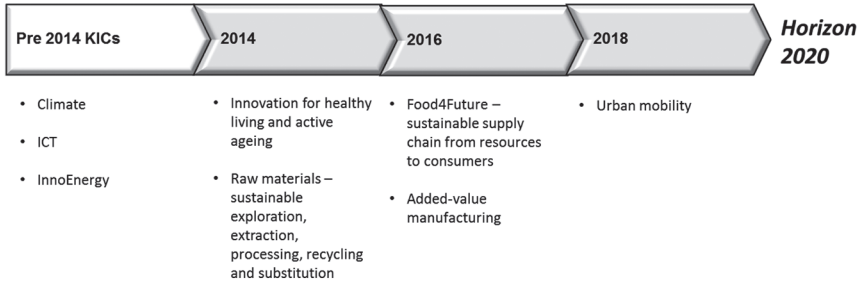 Pre 2014 KICs
2014
2016
2018
Horizon
2020
• Climate
• ICT
• InnoEnergy
• Innovation for healthy
living and active
ageing
• Raw materials –
sustainable
exploration,
extraction,
processing, recycling
and substitution
• Food4Future –
sustainable supply
chain from resources
to consumers
• Added-value
manufacturing
• Urban mobility